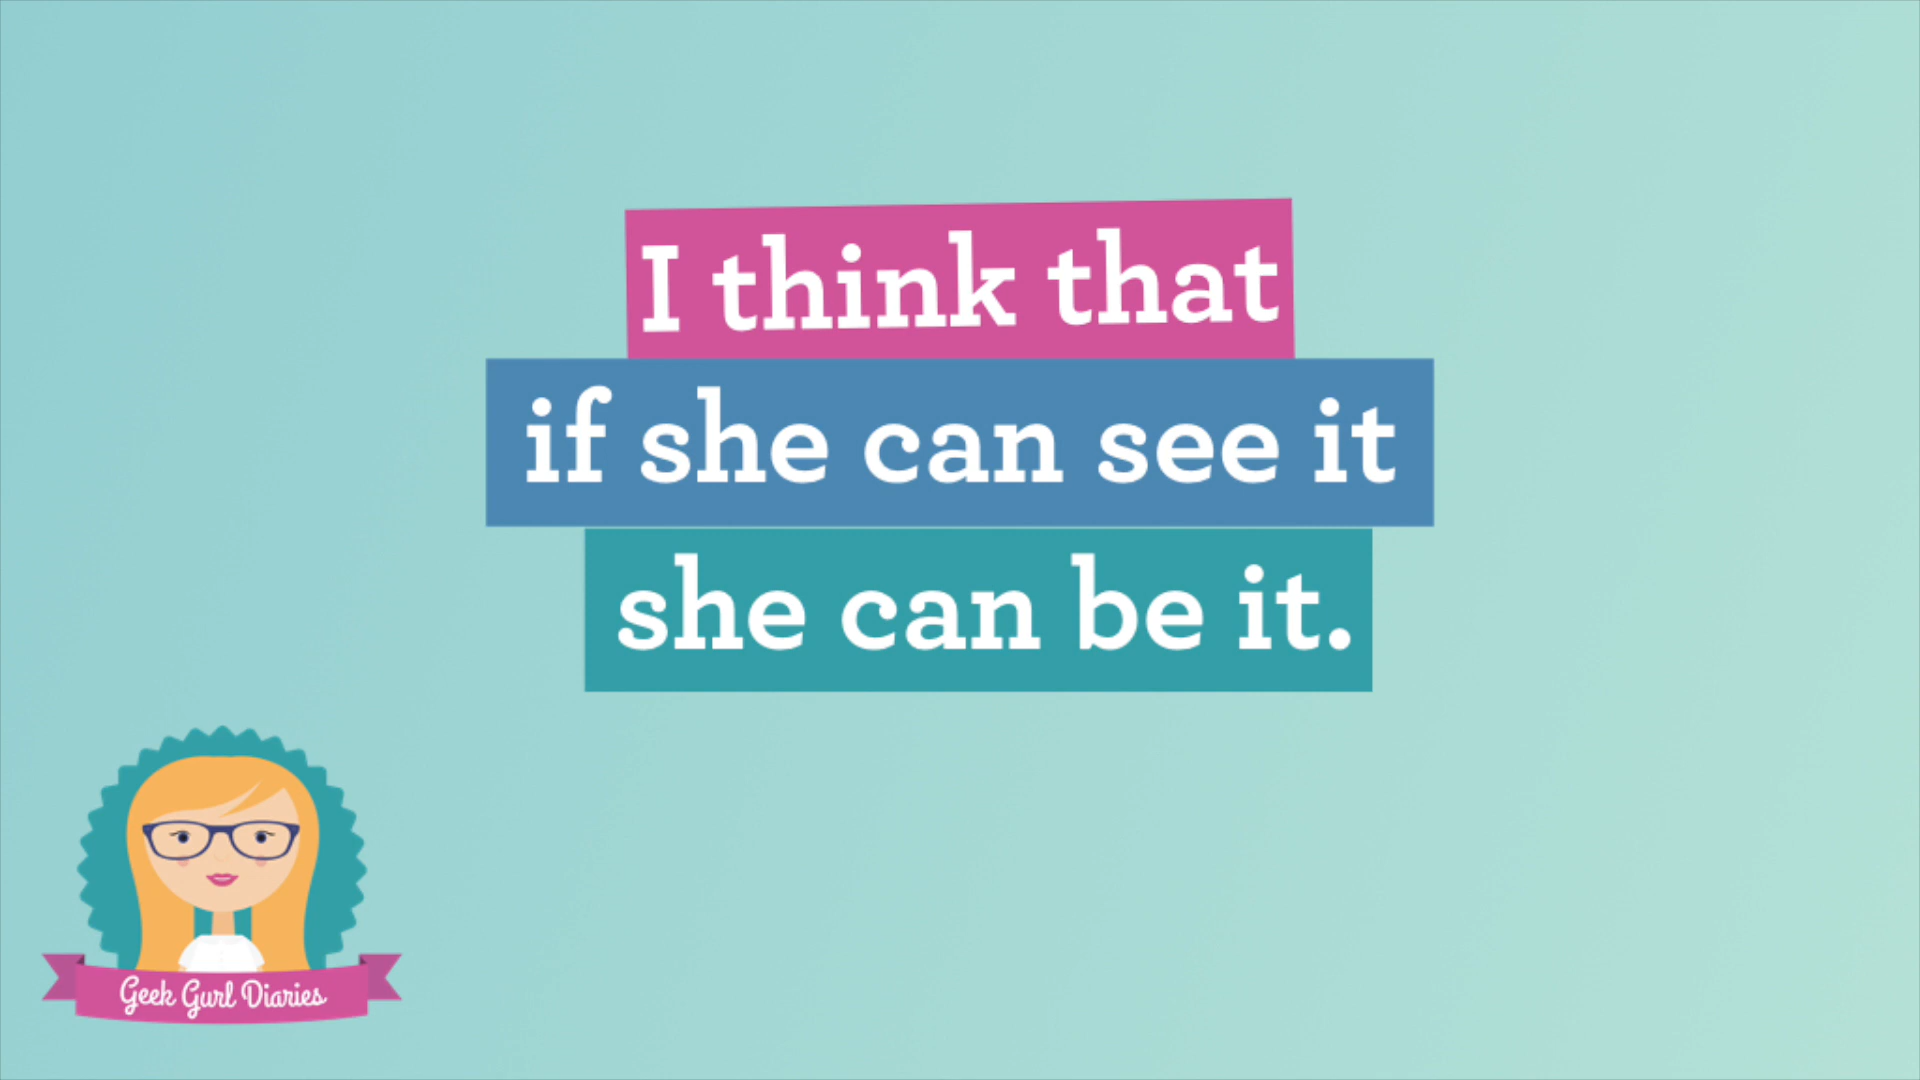 I think that
if she can see it
she can be it.
Geek Gurl Diaries